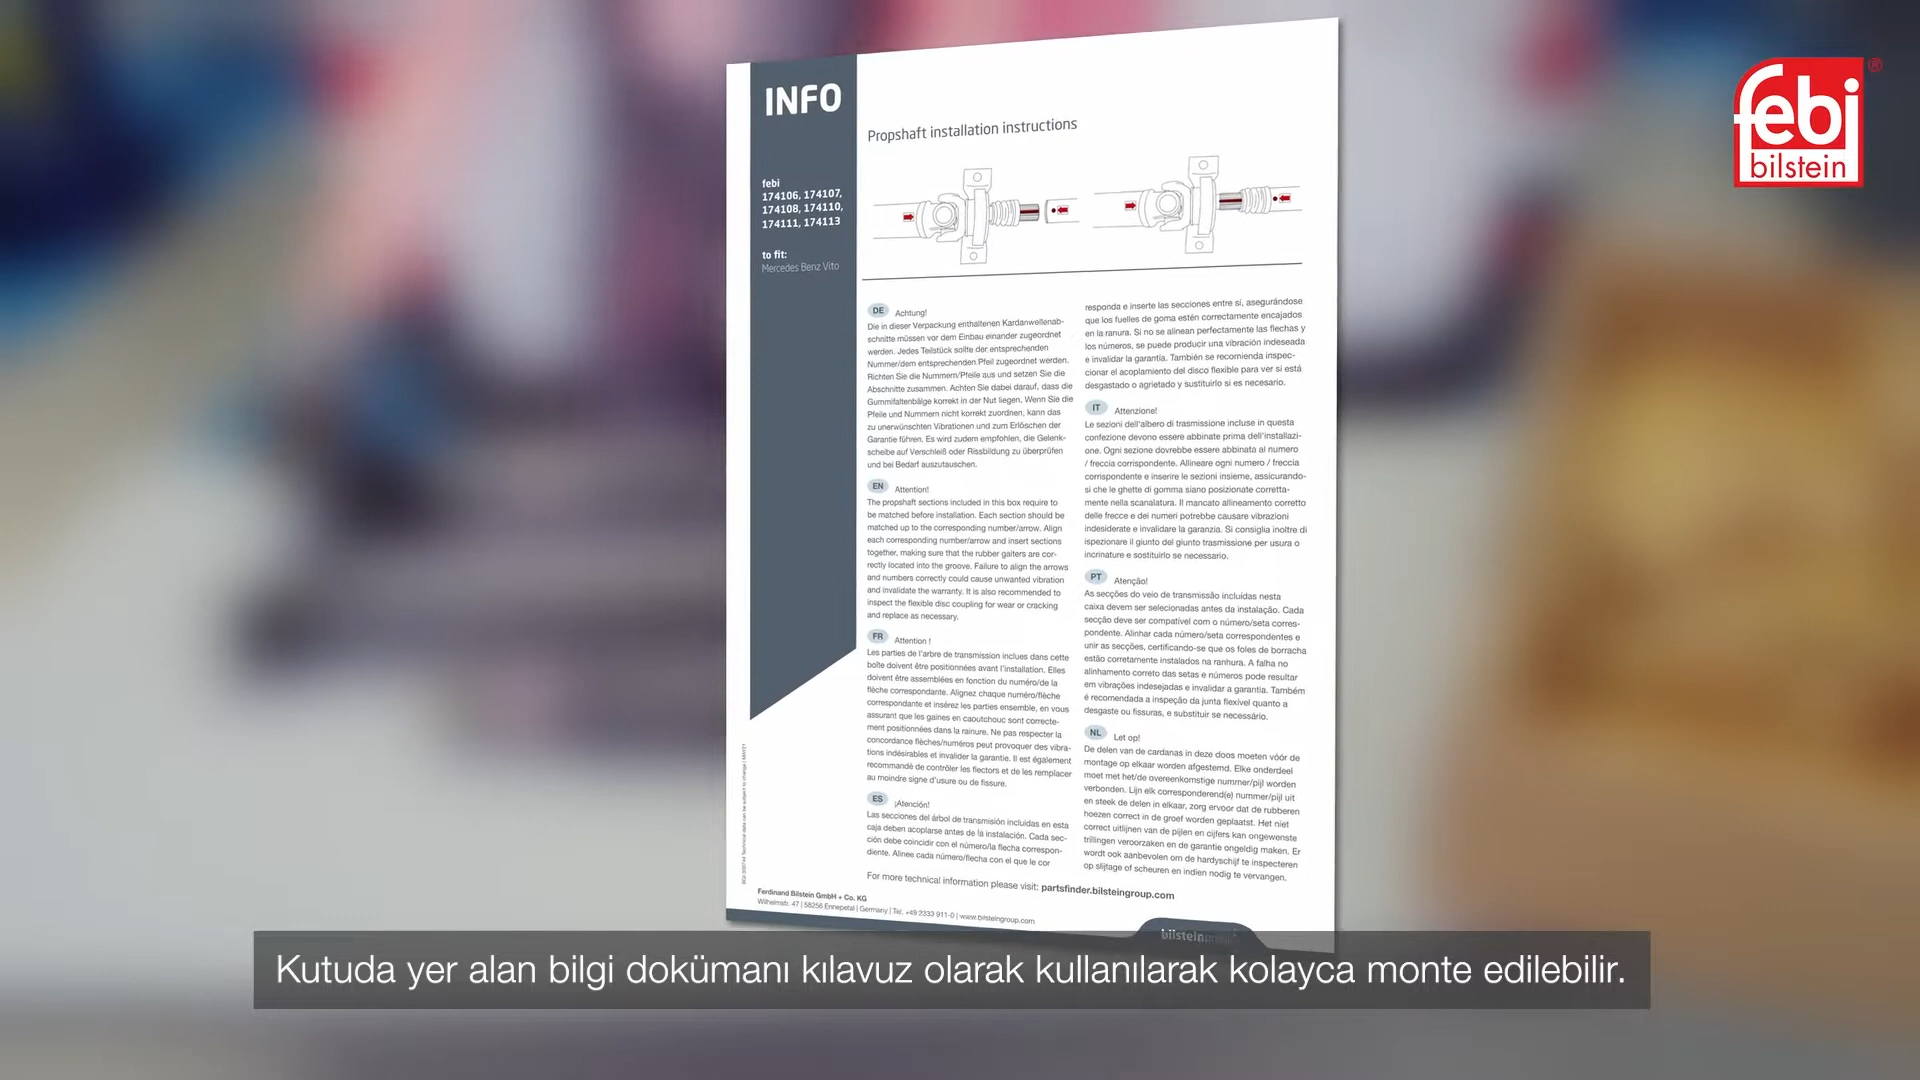 INFO
febi
174106, 174107,
174108, 174110,
174111, 174113
to fit:
Mercedes Benz Vito
Propshaft installation instructions
DE Achtung!
Die in dieser Verpackung enthaltenen Kardanwellenab-
schnitte müssen vor dem Einbau einander zugeordnet
werden. Jedes Teilstück sollte der entsprechenden
Nummer/dem entsprechenden Pfeil zugeordnet werden.
Richten Sie die Nummern/Pfeile aus und setzen Sie die
Abschnitte zusammen. Achten Sie dabei darauf, dass die
Gummifaltenbälge korrekt in der Nut liegen. Wenn Sie die
Pfeile und Nummern nicht korrekt zuordnen, kann das
zu unerwünschten Vibrationen und zum Erlöschen der
Garantie führen. Es wird zudem empfohlen, die Gelenk-
scheibe auf Verschleiß oder Rissbildung zu überprüfen
und bei Bedarf auszutauschen.
EN Attention!
The propshaft sections included in this box require to
be matched before installation. Each section should be
matched up to the corresponding number/arrow. Align
each corresponding number/arrow and insert sections
together, making sure that the rubber gaiters are cor-
rectly located into the groove. Failure to align the arrows
and numbers correctly could cause unwanted vibration
and invalidate the warranty. It is also recommended to
inspect the flexible disc coupling for wear or cracking
and replace as necessary.
FR Attention !
Les parties de l'arbre de transmission inclues dans cette
boîte doivent être positionnées avant l'installation. Elles
doivent être assemblées en fonction du numéro/de la
flèche correspondante. Alignez chaque numéro/flèche
correspondante et insérez les parties ensemble, en vous
assurant que les gaines en caoutchouc sont correcte-
ment positionnées dans la rainure. Ne pas respecter la
concordance flèches/numéros peut provoquer des vibra-
tions indésirables et invalider la garantie. Il est également
recommandé de contrôler les flectors et de les remplacer
au moindre signe d'usure ou de fissure.
ES ¡Atención!
Las secciones del árbol de transmisión incluidas en esta
caja deben acoplarse antes de la instalación. Cada sec-
ción debe coincidir con el número/la flecha correspon-
diente. Alinee cada número/flecha con el que le cor
responda e inserte las secciones entre sí, asegurándose
que los fuelles de goma estén correctamente encajados
en la ranura. Si no se alinean perfectamente las flechas y
los números, se puede producir una vibración indeseada
e invalidar la garantía. También se recomienda inspec-
cionar el acoplamiento del disco flexible para ver si está
desgastado o agrietado y sustituirlo si es necesario.
IT Attenzione!
Le sezioni dell'albero di trasmissione incluse in questa
confezione devono essere abbinate prima dell'installazi-
one. Ogni sezione dovrebbe essere abbinata al numero
/ freccia corrispondente. Allineare ogni numero / freccia
corrispondente e inserire le sezioni insieme, assicurando-
si che le ghette di gomma siano posizionate corretta-
mente nella scanalatura. Il mancato allineamento corretto
delle frecce e dei numeri potrebbe causare vibrazioni
indesiderate e invalidare la garanzia. Si consiglia inoltre di
ispezionare il giunto del giunto trasmissione per usura o
incrinature e sostituirlo se necessario.
PT Atenção!
As secções do veio de transmissão incluídas nesta
caixa devem ser selecionadas antes da instalação. Cada
secção deve ser compatível com o número/seta corres-
pondente. Alinhar cada número/seta correspondentes e
unir as secções, certificando-se que os foles de borracha
estão corretamente instalados na ranhura. A falha no
alinhamento correto das setas e números pode resultar
em vibrações indesejadas e invalidar a garantia. Também
é recomendada a inspeção da junta flexível quanto a
desgaste ou fissuras, e substituir se necessário.
NL Let op!
De delen van de cardanas in deze doos moeten vóór de
montage op elkaar worden afgestemd. Elke onderdeel
moet met het/de overeenkomstige nummer/pijl worden
verbonden. Lijn elk corresponderend(e) nummer/pijl uit
en steek de delen in elkaar, zorg ervoor dat de rubberen
hoezen correct in de groef worden geplaatst. Het niet
correct uitlijnen van de pijlen en cijfers kan ongewenste
trillingen veroorzaken en de garantie ongeldig maken. Er
wordt ook aanbevolen om de hardyschijf te inspecteren
op slijtage of scheuren en indien nodig te vervangen.
For more technical information please visit: partsfinder.bilsteingroup.com
Ferdinand Bilstein GmbH + Co. KG
Wilhelmstr. 47 | 58256 Ennepetal | Germany | Tel. +49 2333 911-0 | www.bilsteingroup.com
bilstein
febi
bilstein
®
Kutuda yer alan bilgi dokümanı kılavuz olarak kullanılarak kolayca monte edilebilir.